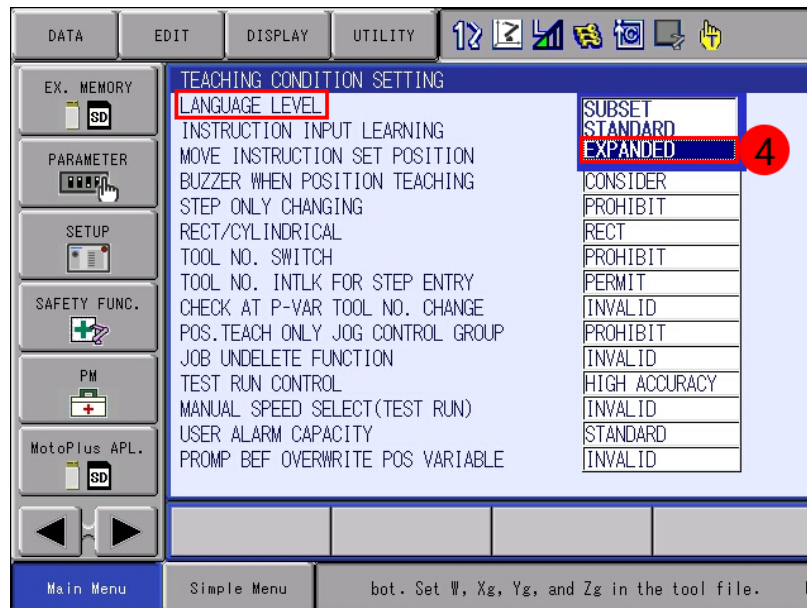 DATA EDIT DISPLAY UTILITY
EX. MEMORY
SD
PARAMETER
SETUP
SAFETY FUNC.
PM
MotoPlus APL.
SD
TEACHING CONDITION SETTING
LANGUAGE LEVEL SUBSET
INSTRUCTION INPUT LEARNING STANDARD
MOVE INSTRUCTION SET POSITION EXPANDED 4
BUZZER WHEN POSITION TEACHING CONSIDER
STEP ONLY CHANGING PROHIBIT
RECT/CYLINDRICAL RECT
TOOL NO. SWITCH PROHIBIT
TOOL NO. INTLK FOR STEP ENTRY PERMIT
CHECK AT P-VAR TOOL NO. CHANGE INVALID
POS.TEACH ONLY JOG CONTROL GROUP PROHIBIT
JOB UNDELETE FUNCTION INVALID
TEST RUN CONTROL HIGH ACCURACY
MANUAL SPEED SELECT(TEST RUN) INVALID
USER ALARM CAPACITY STANDARD
PROMP BEF OVERWRITE POS VARIABLE INVALID
Main Menu Simple Menu bot. Set W, Xg, Yg, and Zg in the tool file.